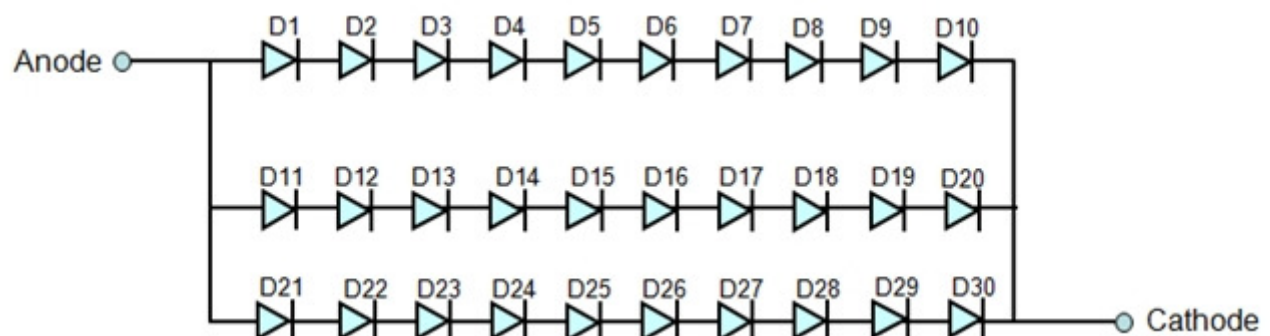 D1 D2 D3 D4 D5 D6 D7 D8 D9 D10
Anode
D11 D12 D13 D14 D15 D16 D17 D18 D19 D20
D21 D22 D23 D24 D25 D26 D27 D28 D29 D30
Cathode